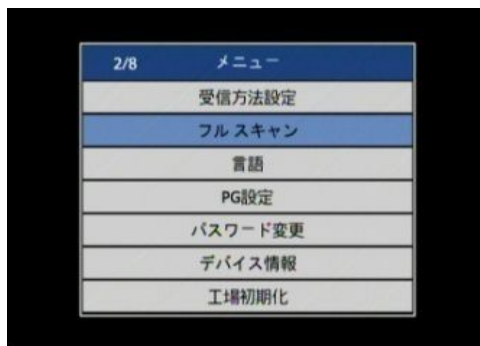 2/8 メニュー
受信方法設定
フル スキャン
言語
PG設定
パスワード変更
デバイス情報
工場初期化